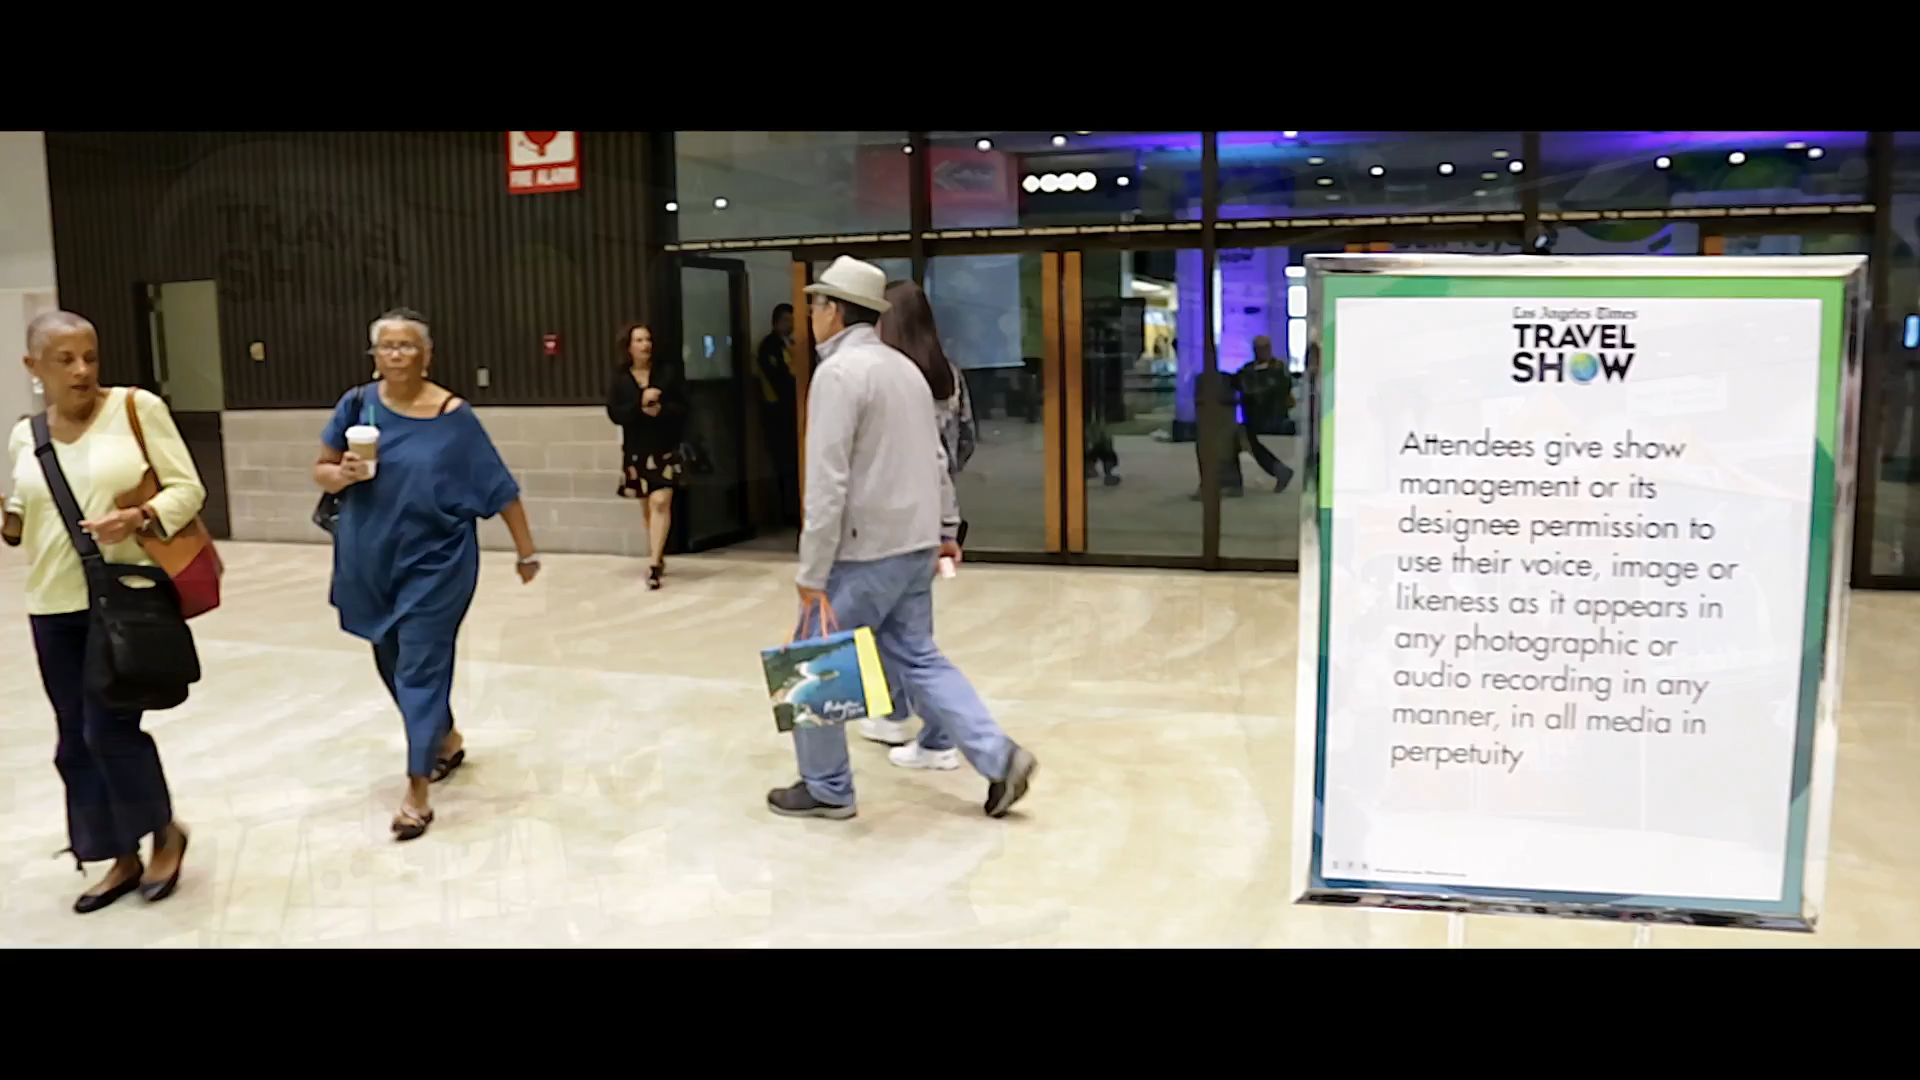 FIRE ALARM
TRAVEL
SHOW
Los Angeles Times
TRAVEL
SHOW
Attendees give show
management or its
designee permission to
use their voice, image or
likeness as it appears in
any photographic or
audio recording in any
manner, in all media in
perpetuity